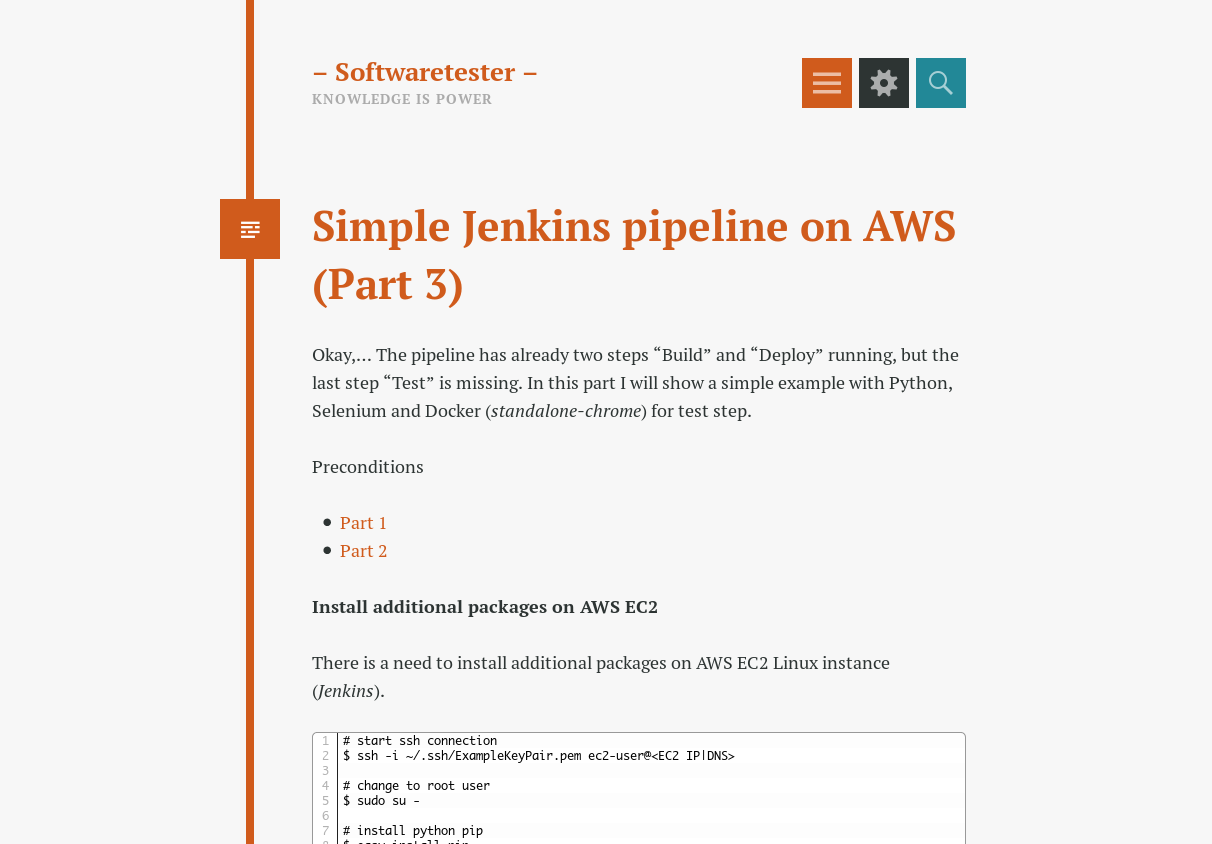 – Softwaretester –
KNOWLEDGE IS POWER
Simple Jenkins pipeline on AWS
(Part 3)
Okay,… The pipeline has already two steps “Build” and “Deploy” running, but the
last step “Test” is missing. In this part I will show a simple example with Python,
Selenium and Docker (standalone-chrome) for test step.
Preconditions
Part 1
Part 2
Install additional packages on AWS EC2
There is a need to install additional packages on AWS EC2 Linux instance
(Jenkins).
1 # start ssh connection
2 $ ssh -i ~/.ssh/ExampleKeyPair.pem ec2-user@<EC2 IP|DNS>
3
4 # change to root user
5 $ sudo su -
6
7 # install python pip
8 $ easy_install pip